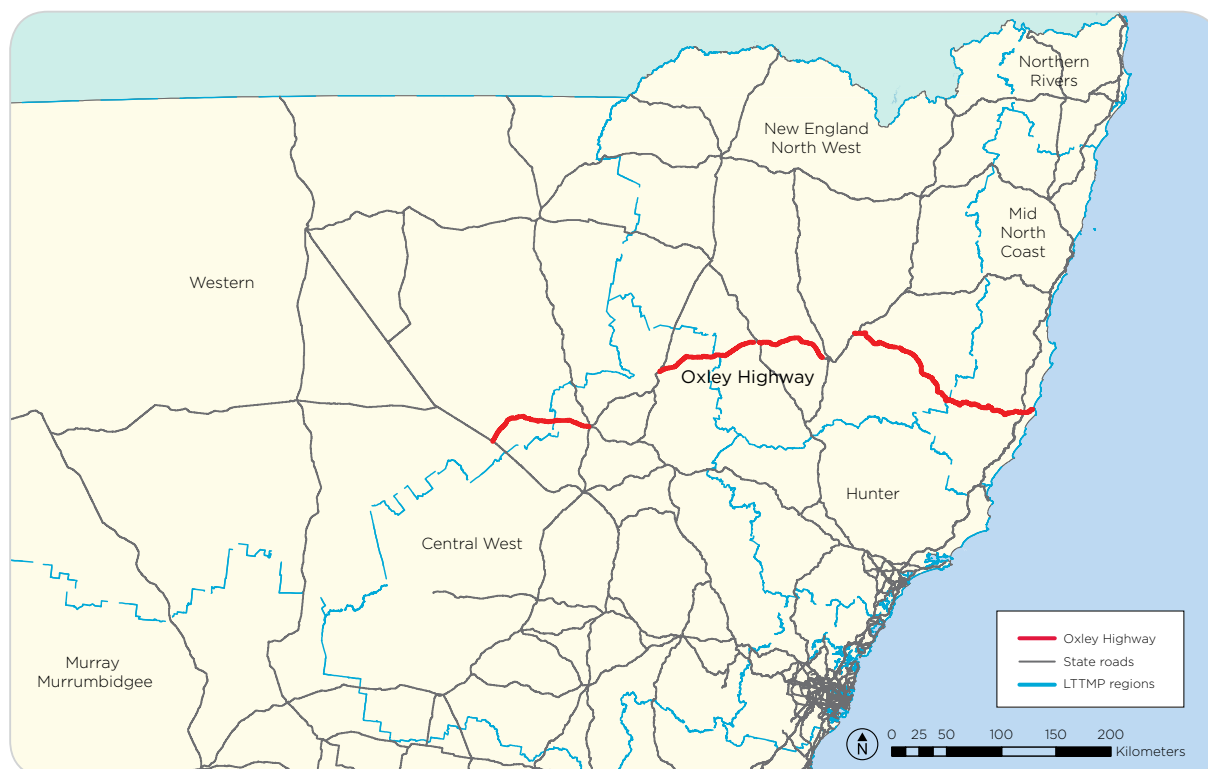 Northern
Rivers
New England
North West
Mid
North
Coast
Western
Oxley Highway
Hunter
Central West
Murray
Murrumbidgee
Oxley Highway
State roads
LTTMP regions
N
0 25 50 100 150 200
Kilometers